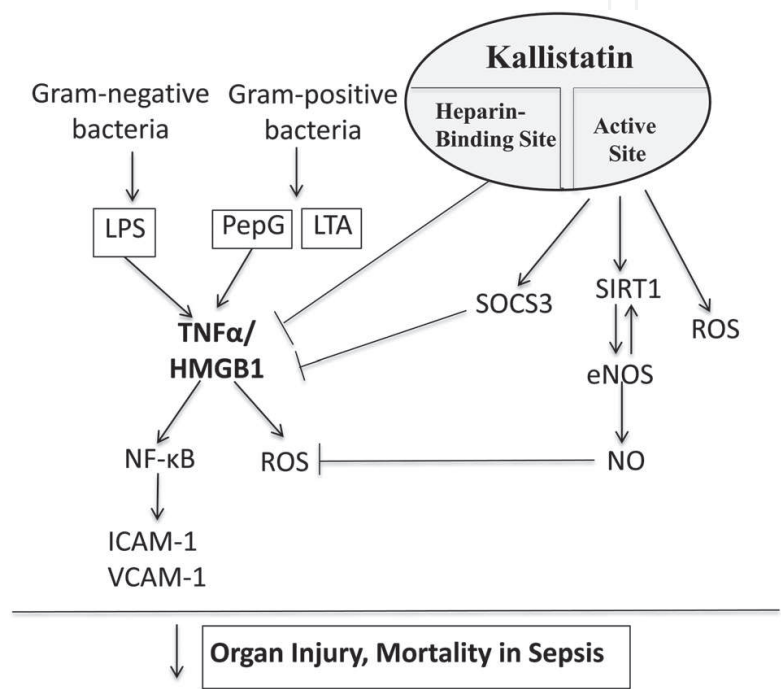 Kallistatin
Heparin-
Binding Site
Active
Site
Gram-negative
bacteria
Gram-positive
bacteria
LPS
PepG
LTA
TNFα/
HMGB1
SOCS3
SIRT1
ROS
eNOS
NF-κB
ROS
NO
ICAM-1
VCAM-1
Organ Injury, Mortality in Sepsis